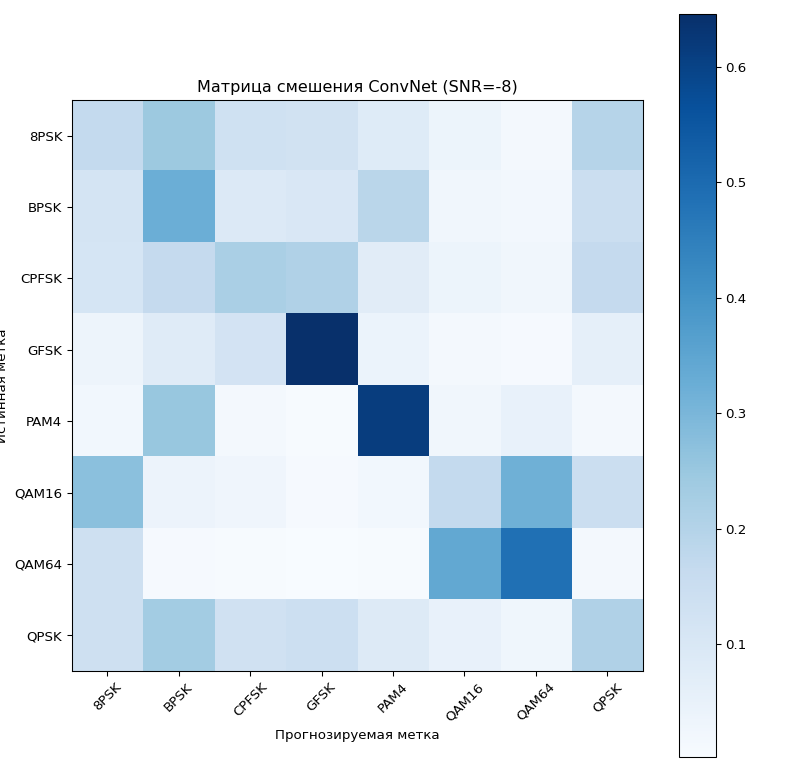 Матрица смешения ConvNet (SNR=-8)
8PSK
BPSK
CPFSK
GFSK
PAM4
QAM16
QAM64
QPSK
Истинная метка
8PSK
BPSK
CPFSK
GFSK
PAM4
QAM16
QAM64
QPSK
Прогнозируемая метка
0.6
0.5
0.4
0.3
0.2
0.1